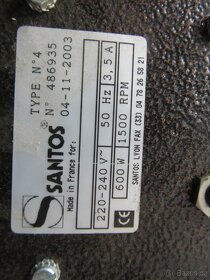 TYPE N°4
N° 486935
04-11-2003
SANTOS
Made in France for:
220-240 V~ 50 Hz 3.5 A
600 W 1500 RPM
CE
SANTOS LYON FAX (33) 04 78 26 58 21